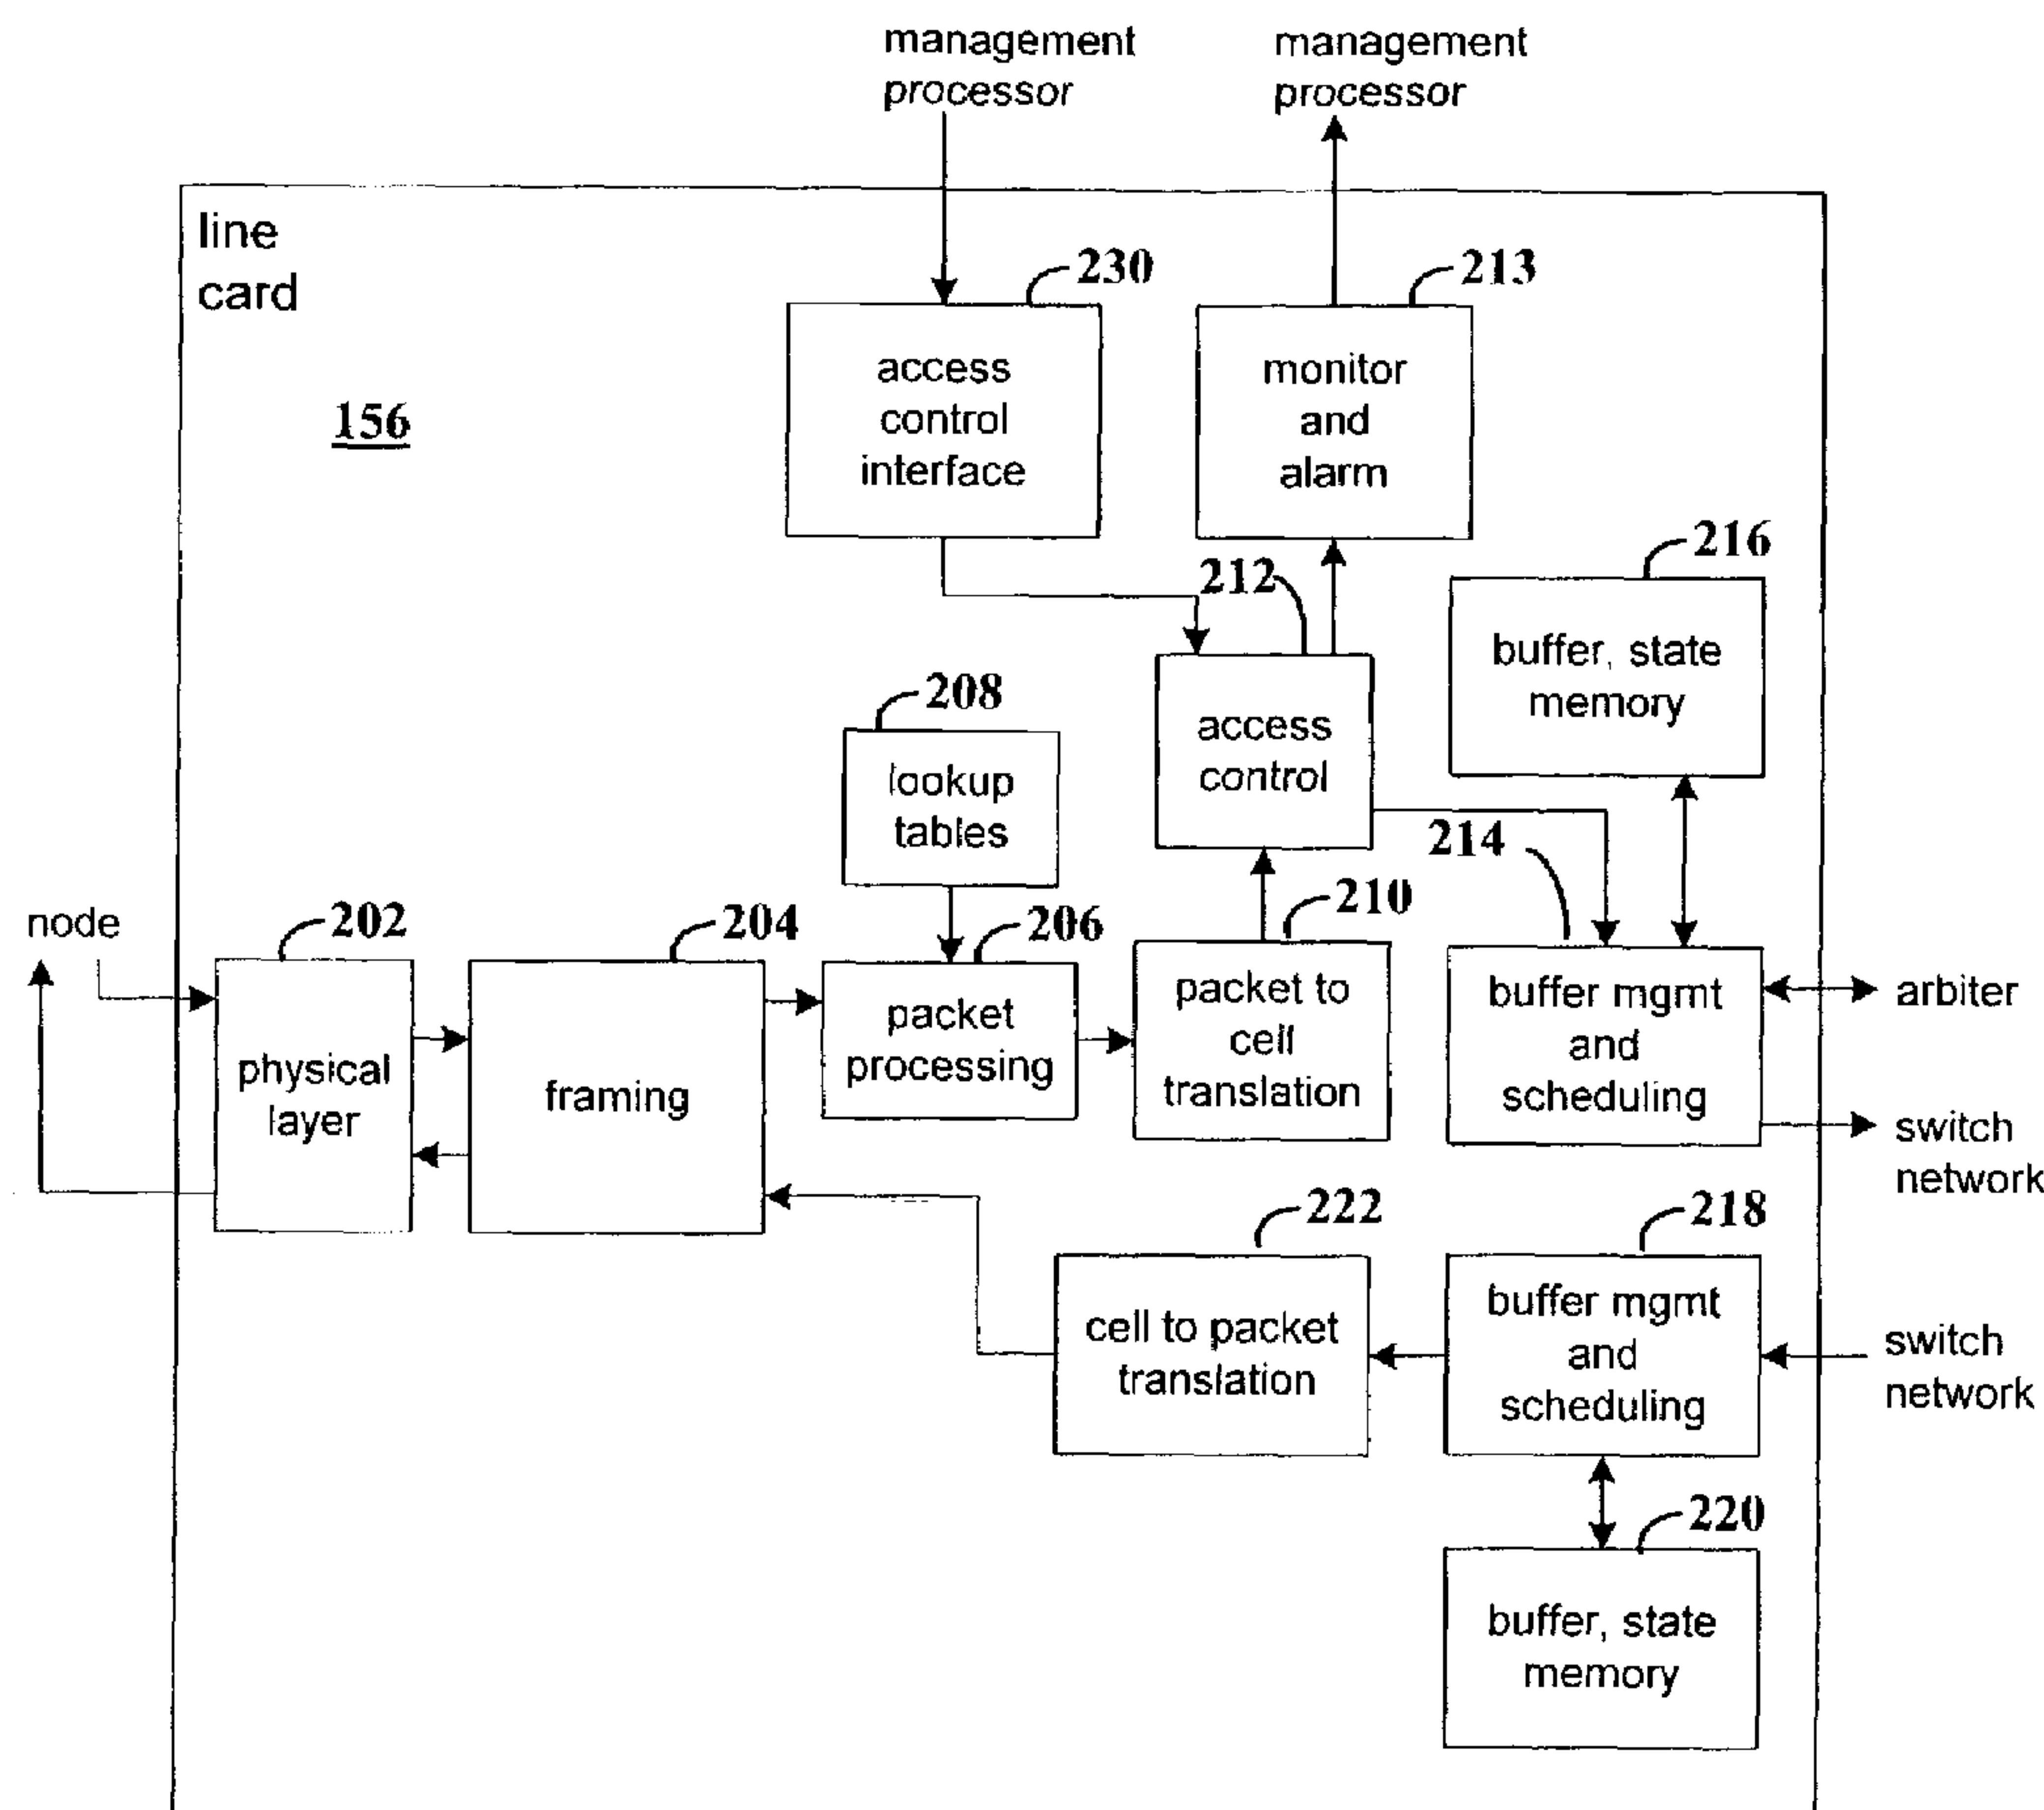 management
processor
management
processor
line
card
156
230
access
control
interface
213
monitor
and
alarm
216
buffer, state
memory
212
access
control
208
lookup
tables
214
node
202
physical
layer
204
framing
206
packet
processing
210
packet to
cell
translation
buffer mgmt
and
scheduling
arbiter
switch
network
222
cell to packet
translation
218
buffer mgmt
and
scheduling
switch
network
220
buffer, state
memory